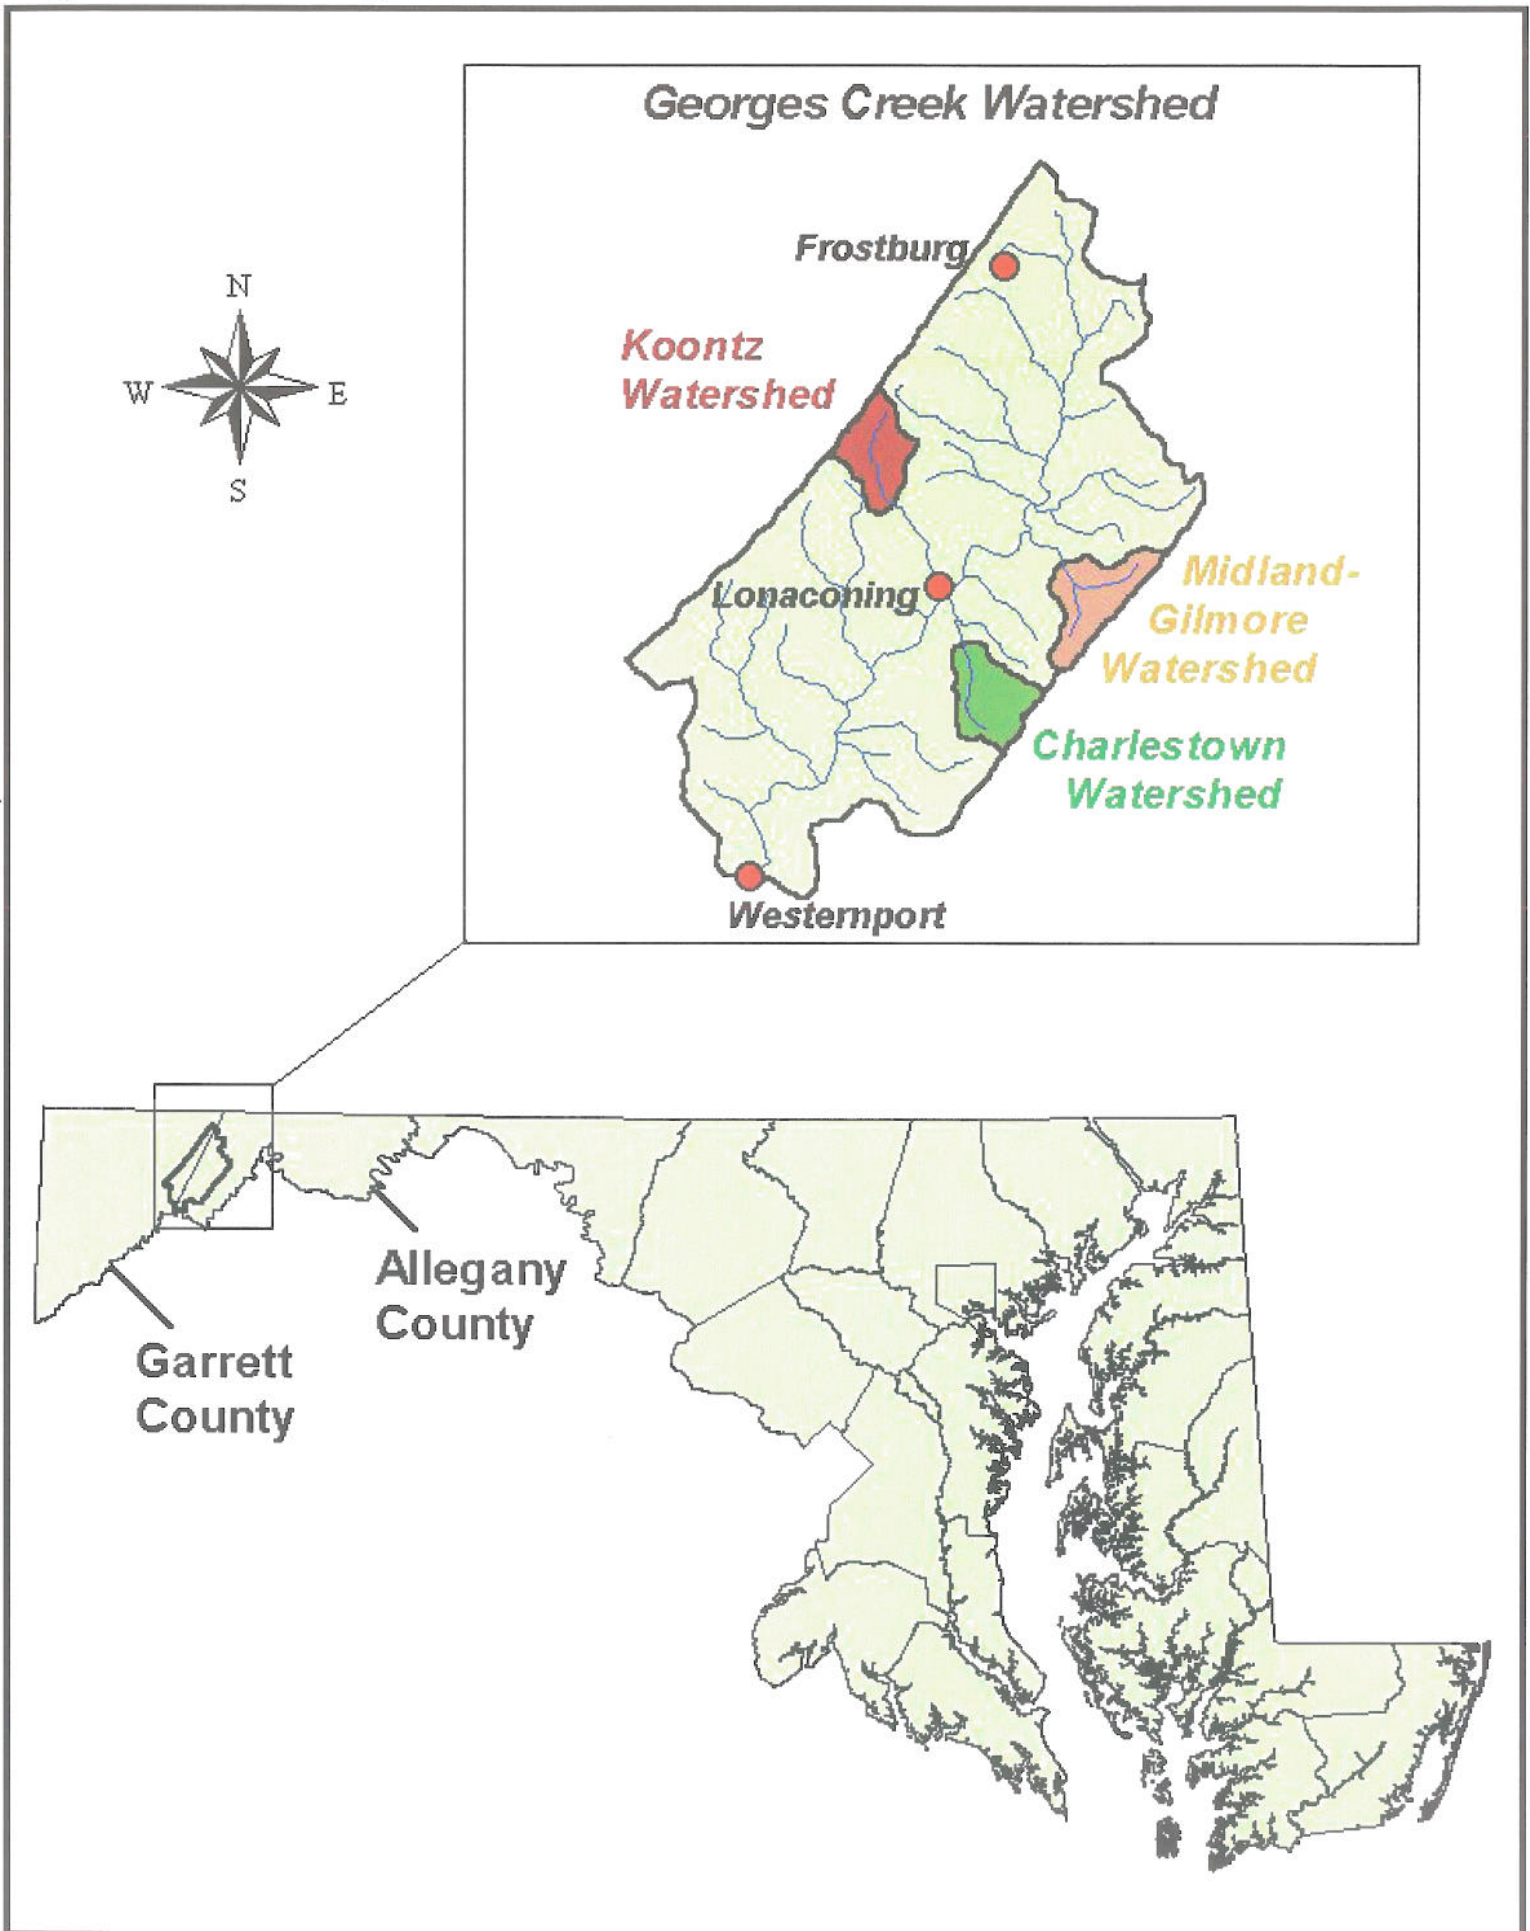 Georges Creek Watershed
Frostburg
N
W
E
S
Koontz
Watershed
Lonaconing
Midland-
Gilmore
Watershed
Charlestown
Watershed
Westernport
Allegany
County
Garrett
County